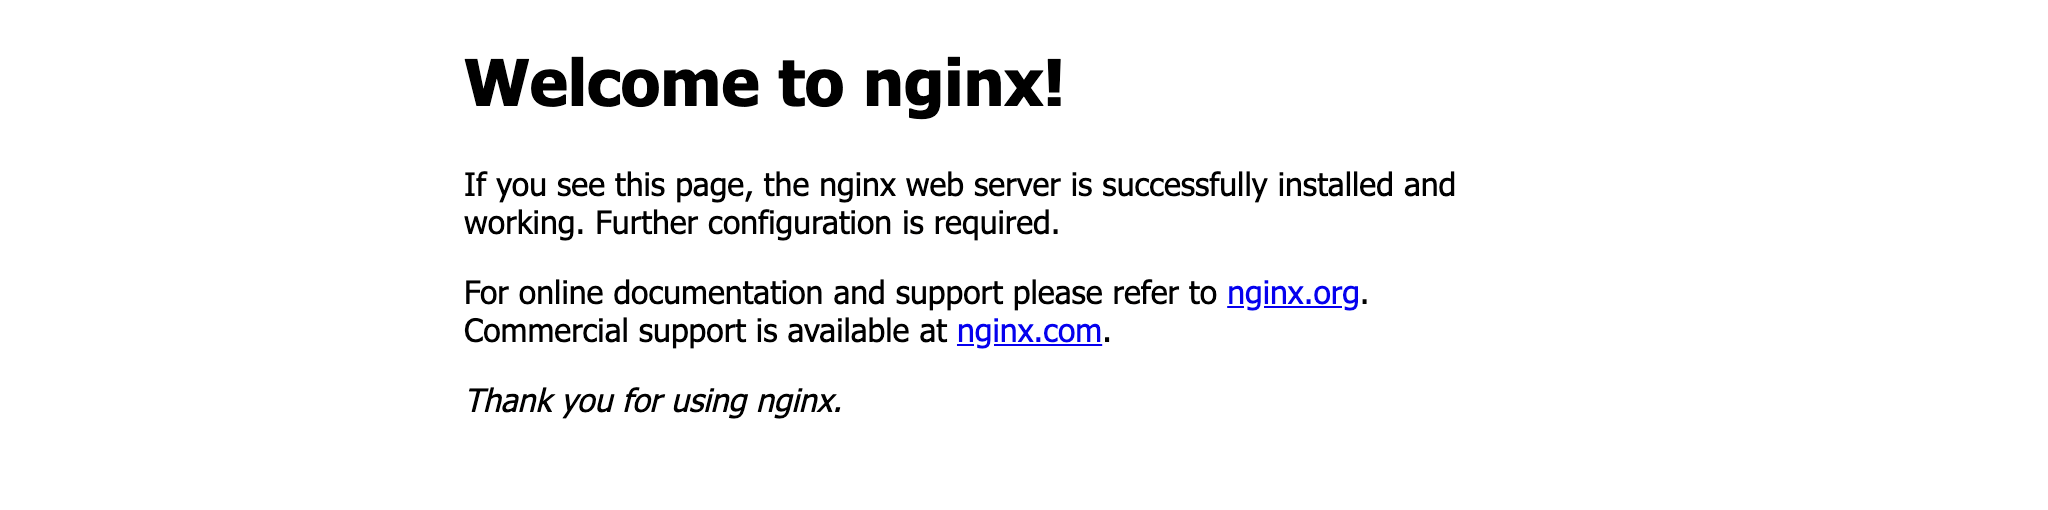 Welcome to nginx!
If you see this page, the nginx web server is successfully installed and
working. Further configuration is required.
For online documentation and support please refer to nginx.org.
Commercial support is available at nginx.com.
Thank you for using nginx.